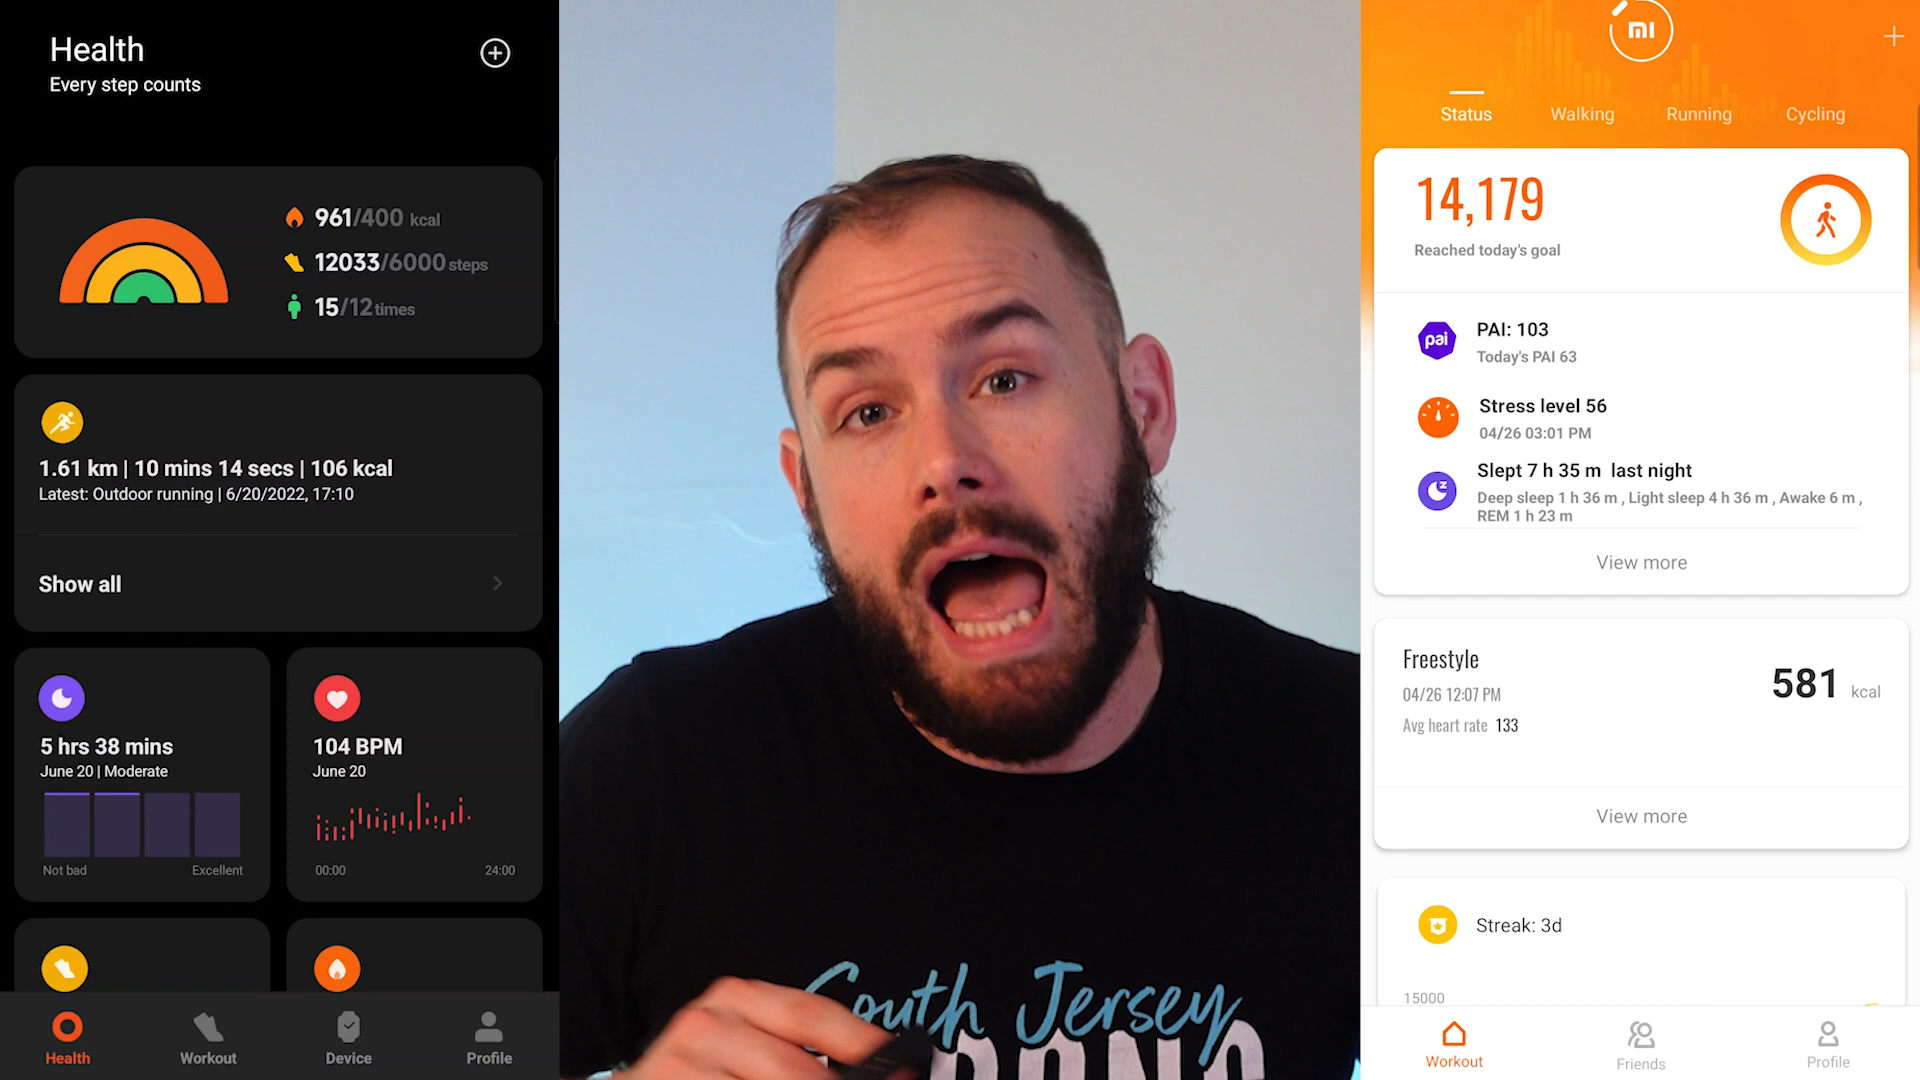 Health
Every step counts
961/400 kcal
12033/6000 steps
15/12 times
1.61 km | 10 mins 14 secs | 106 kcal
Latest: Outdoor running | 6/20/2022, 17:10
Show all
5 hrs 38 mins
June 20 | Moderate
Not bad
Excellent
104 BPM
June 20
00:00
24:00
Health
Workout
Device
Profile
South Jersey
mi
Status
Walking
Running
Cycling
14,179
Reached today's goal
pai
PAI: 103
Today's PAI 63
Stress level 56
04/26 03:01 PM
z
Slept 7 h 35 m last night
Deep sleep 1 h 36 m , Light sleep 4 h 36 m , Awake 6 m ,
REM 1 h 23 m
View more
Freestyle
04/26 12:07 PM
Avg heart rate 133
581 kcal
View more
Streak: 3d
15000
Workout
Friends
Profile